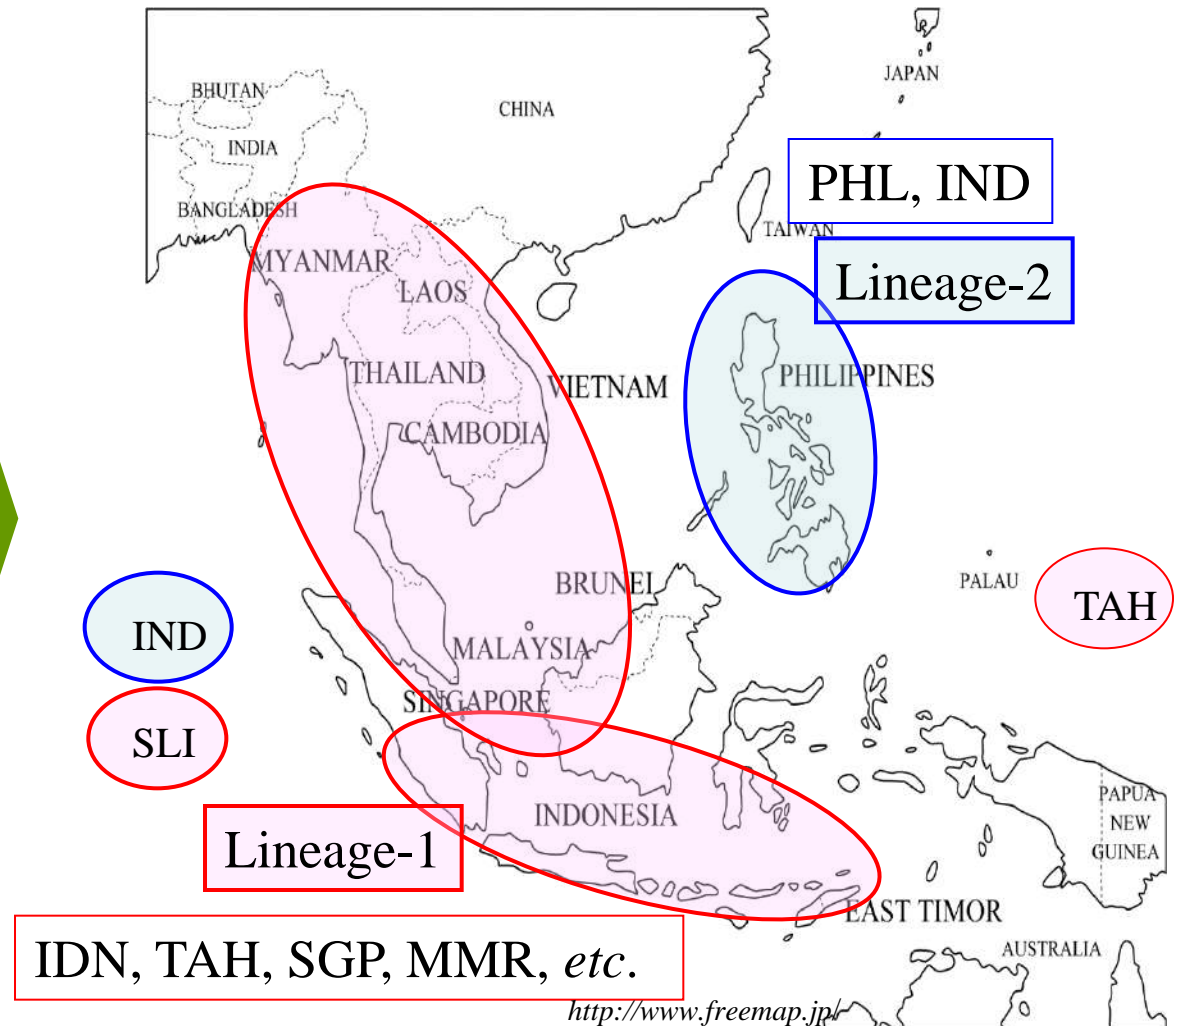 JAPAN
BHUTAN
CHINA
INDIA
PHL, IND
BANGLADESH
TAIWAN
MYANMAR
LAOS
Lineage-2
THAILAND
VIETNAM
PHILIPPINES
CAMBODIA
BRUNEI
PALAU
TAH
IND
MALAYSIA
SINGAPORE
SLI
INDONESIA
PAPUA
NEW
GUINEA
Lineage-1
EAST TIMOR
AUSTRALIA
IDN, TAH, SGP, MMR, etc.
http://www.freemap.jp/